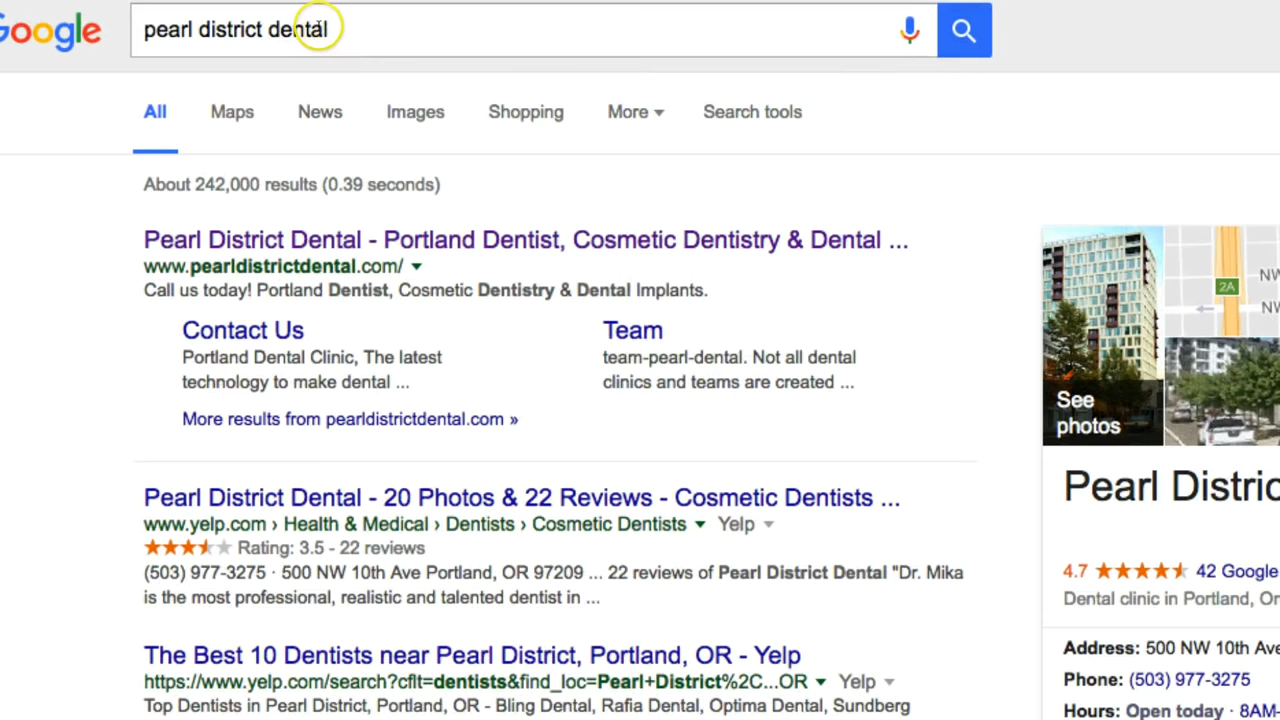 Google
pearl district dental
All Maps News Images Shopping More Search tools
About 242,000 results (0.39 seconds)
Pearl District Dental - Portland Dentist, Cosmetic Dentistry & Dental ...
www.pearldistrictdental.com/
Call us today! Portland Dentist, Cosmetic Dentistry & Dental Implants.
Contact Us
Portland Dental Clinic, The latest
technology to make dental ...
Team
team-pearl-dental. Not all dental
clinics and teams are created ...
More results from pearldistrictdental.com »
Pearl District Dental - 20 Photos & 22 Reviews - Cosmetic Dentists ...
www.yelp.com › Health & Medical › Dentists › Cosmetic Dentists Yelp
Rating: 3.5 - 22 reviews
(503) 977-3275 · 500 NW 10th Ave Portland, OR 97209 ... 22 reviews of Pearl District Dental "Dr. Mika
is the most professional, realistic and talented dentist in ...
The Best 10 Dentists near Pearl District, Portland, OR - Yelp
https://www.yelp.com/search?cflt=dentists&find_loc=Pearl+District%2C...OR Yelp
Top Dentists in Pearl District, Portland, OR - Bling Dental, Rafia Dental, Optima Dental, Sundberg
2A
NW
NW
See
photos
Pearl Distric
4.7 42 Google
Dental clinic in Portland, Or
Address: 500 NW 10th Ave
Phone: (503) 977-3275
Hours: Open today · 8AM-